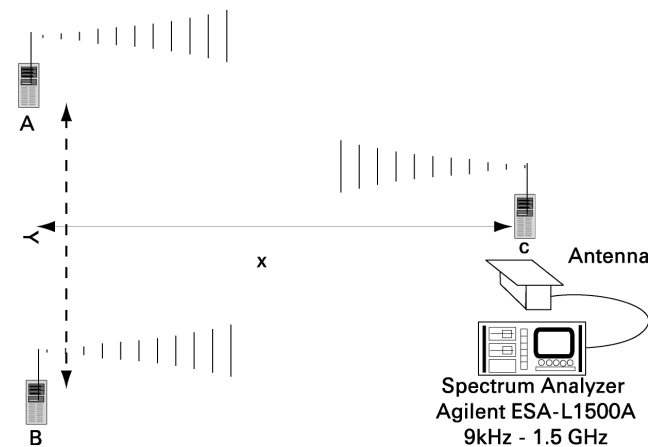 A
Y
x
c
Antenna
Spectrum Analyzer
Agilent ESA-L1500A
9kHz - 1.5 GHz
B